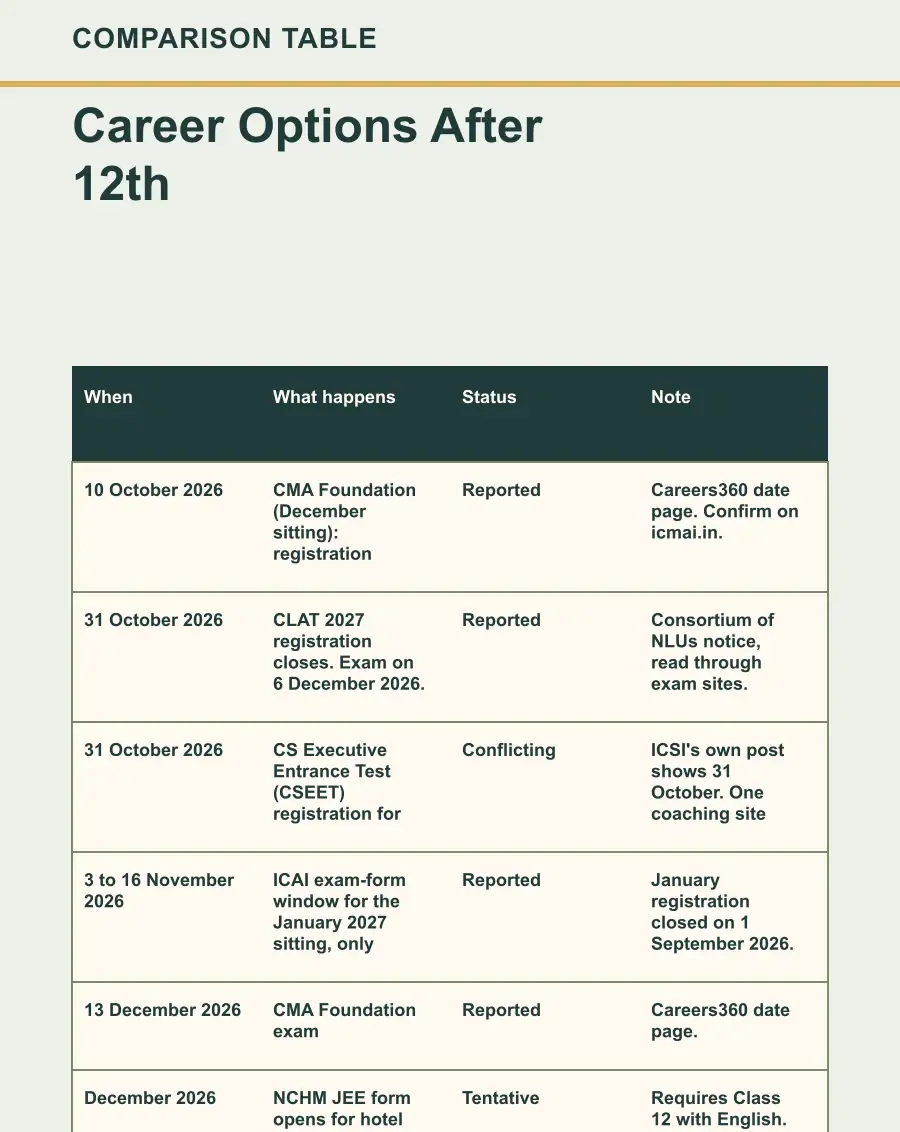 COMPARISON TABLE
Career Options After
12th
When
What happens
Status
Note
10 October 2026
CMA Foundation
(December
sitting):
registration
Reported
Careers360 date
page. Confirm on
icmai.in.
31 October 2026
CLAT 2027
registration
closes. Exam on
6 December 2026.
Reported
Consortium of
NLUs notice,
read through
exam sites.
31 October 2026
CS Executive
Entrance Test
(CSEET)
registration for
Conflicting
ICSI's own post
shows 31
October. One
coaching site
3 to 16 November
2026
ICAI exam-form
window for the
January 2027
sitting, only
Reported
January
registration
closed on 1
September 2026.
13 December 2026
CMA Foundation
exam
Reported
Careers360 date
page.
December 2026
NCHM JEE form
opens for hotel
Tentative
Requires Class
12 with English.